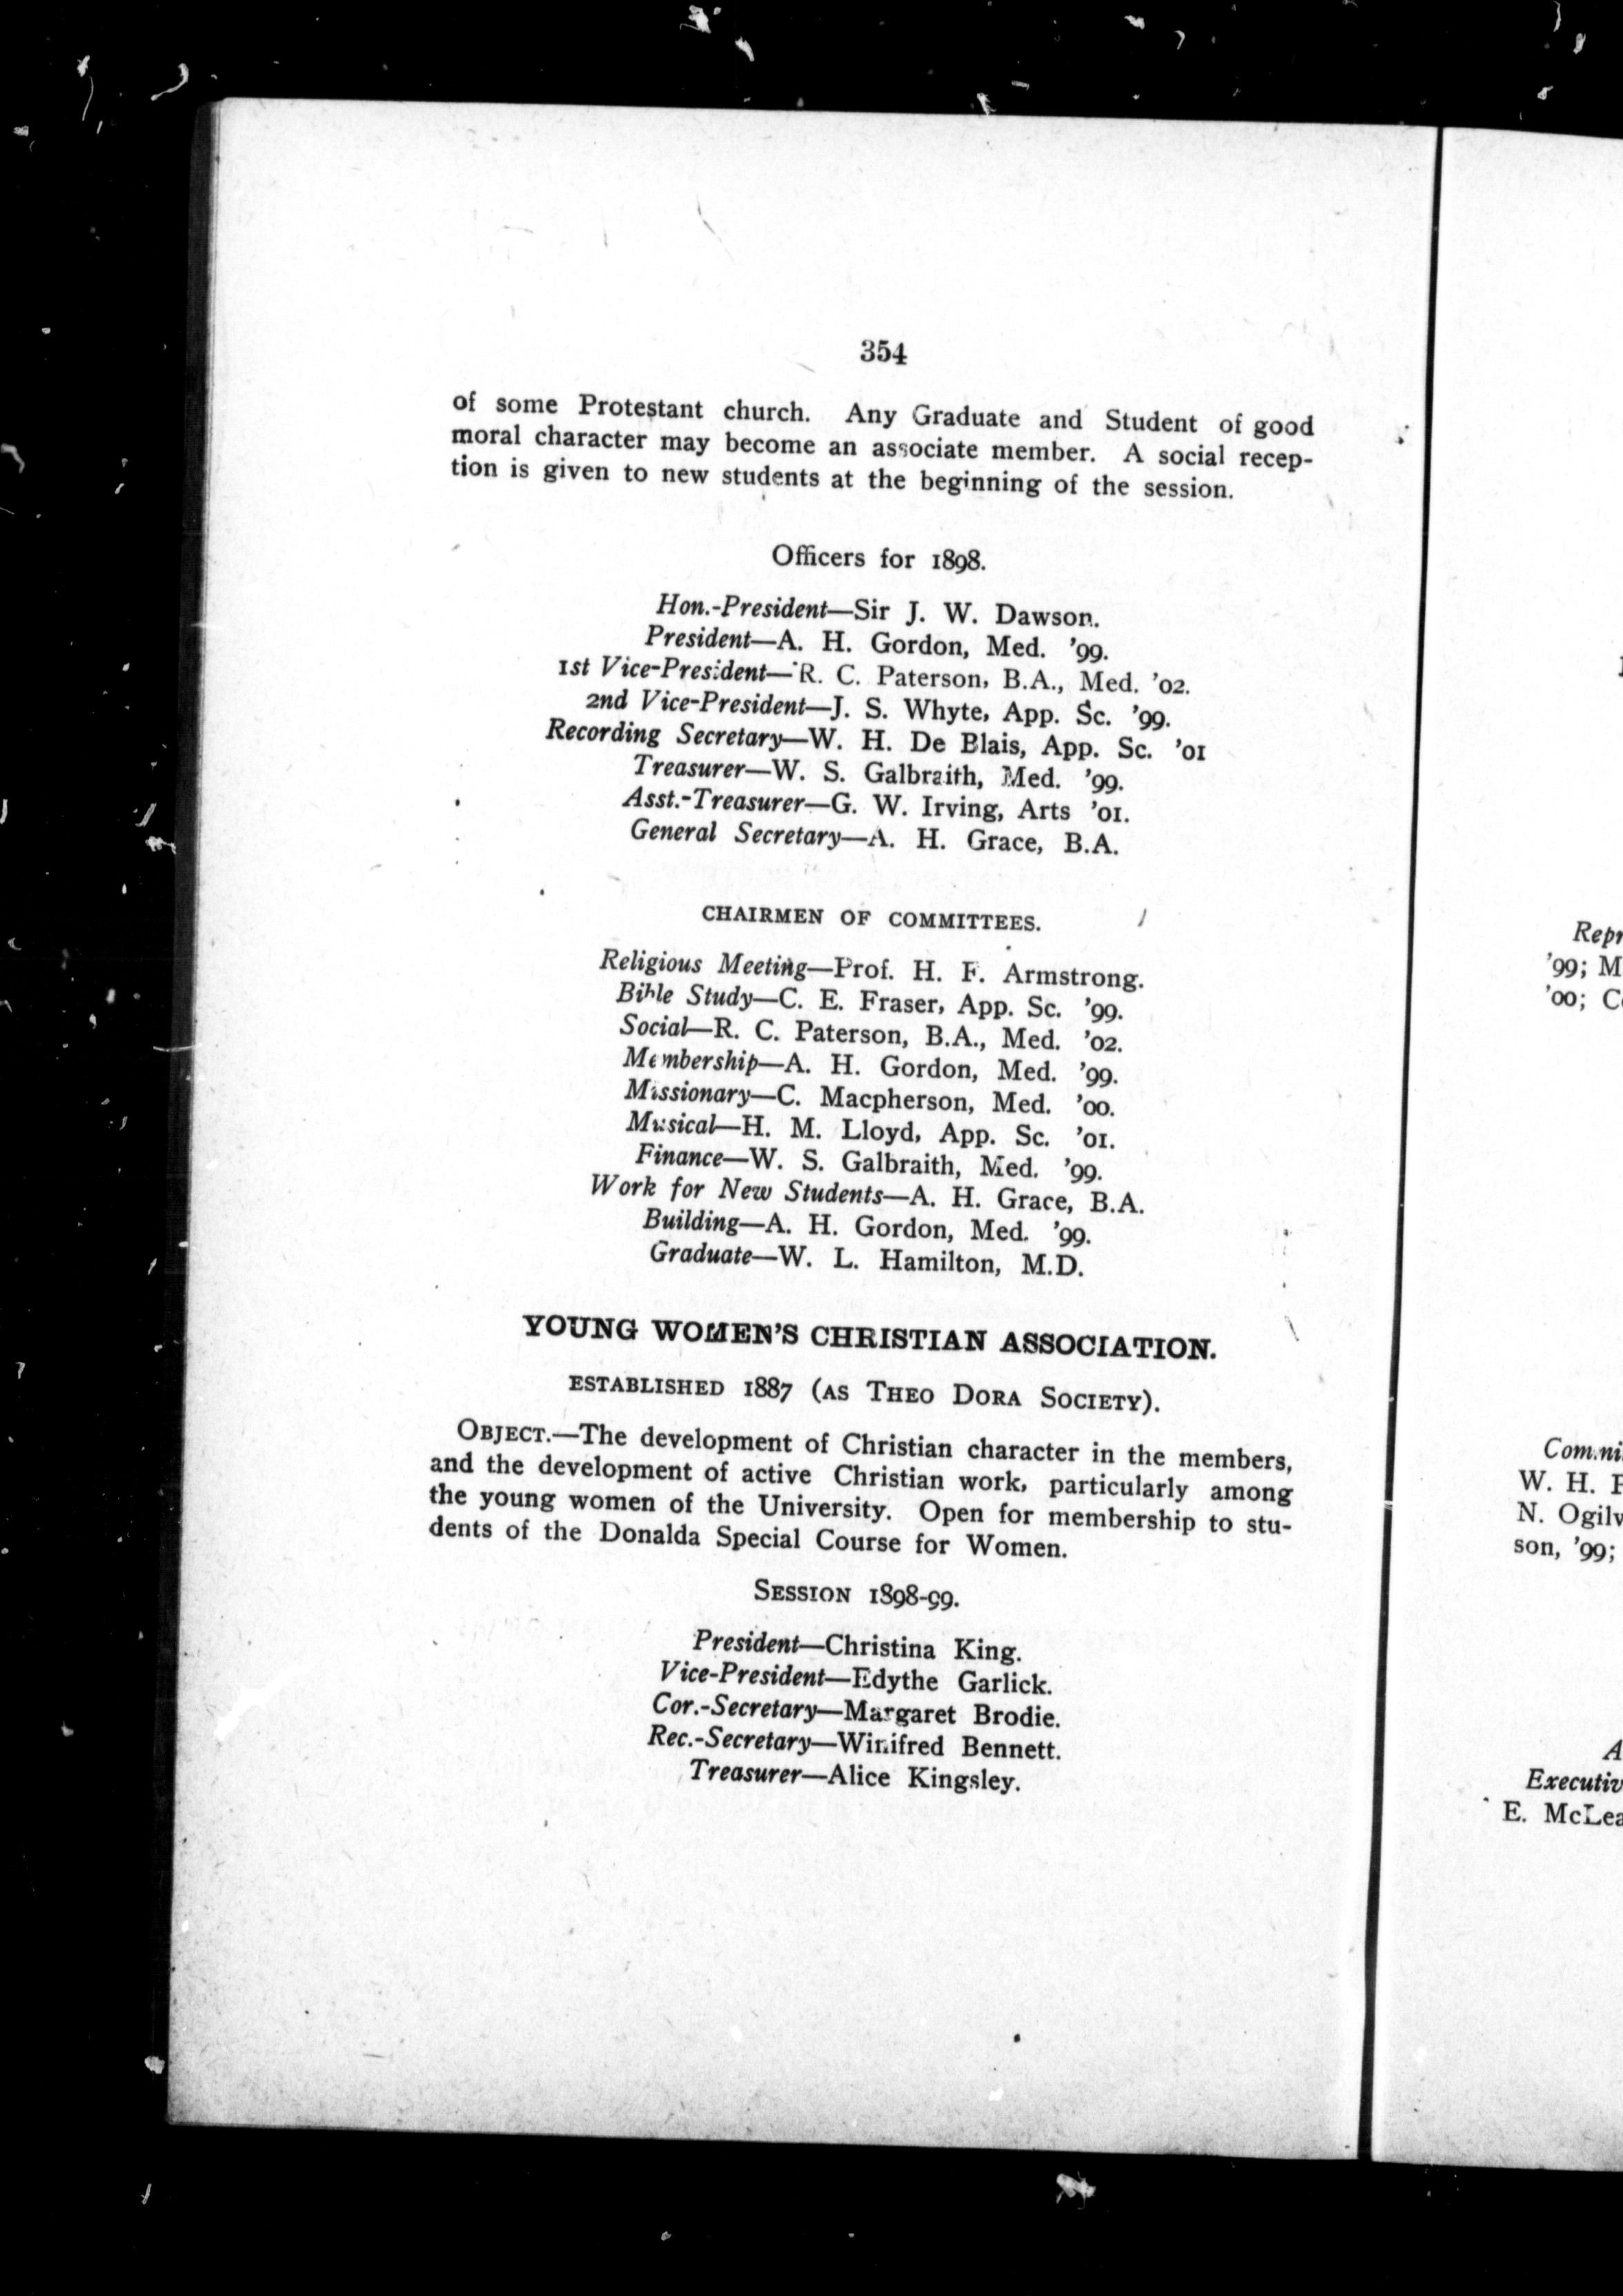 354
of some Protestant church. Any Graduate and Student of good
moral character may become an associate member. A social recep-
tion is given to new students at the beginning of the session.
Officers for 1898.
Hon.-President—Sir J. W. Dawson.
President—A. H. Gordon, Med. '99.
1st Vice-President—R. C. Paterson, B.A., Med. '02.
2nd Vice-President—J. S. Whyte, App. Sc. '99.
Recording Secretary—W. H. De Blais, App. Sc. '01
Treasurer—W. S. Galbraith, Med. '99.
Asst.-Treasurer—G. W. Irving, Arts '01.
General Secretary—A. H. Grace, B.A.
CHAIRMEN OF COMMITTEES.
Religious Meeting—Prof. H. F. Armstrong.
Bible Study—C. E. Fraser, App. Sc. '99.
Social—R. C. Paterson, B.A., Med. '02.
Membership—A. H. Gordon, Med. '99.
Missionary—C. Macpherson, Med. '00.
Musical—H. M. Lloyd, App. Sc. '01.
Finance—W. S. Galbraith, Med. '99.
Work for New Students—A. H. Grace, B.A.
Building—A. H. Gordon, Med. '99.
Graduate—W. L. Hamilton, M.D.
YOUNG WOMEN'S CHRISTIAN ASSOCIATION.
ESTABLISHED 1887 (AS THEO DORA SOCIETY).
OBJECT.—The development of Christian character in the members,
and the development of active Christian work, particularly among
the young women of the University. Open for membership to stu-
dents of the Donalda Special Course for Women.
SESSION 1898-99.
President—Christina King.
Vice-President—Edythe Garlick.
Cor.-Secretary—Margaret Brodie.
Rec.-Secretary—Winifred Bennett.
Treasurer—Alice Kingsley.
'99; M
'00; C
W. H.
son, '99;